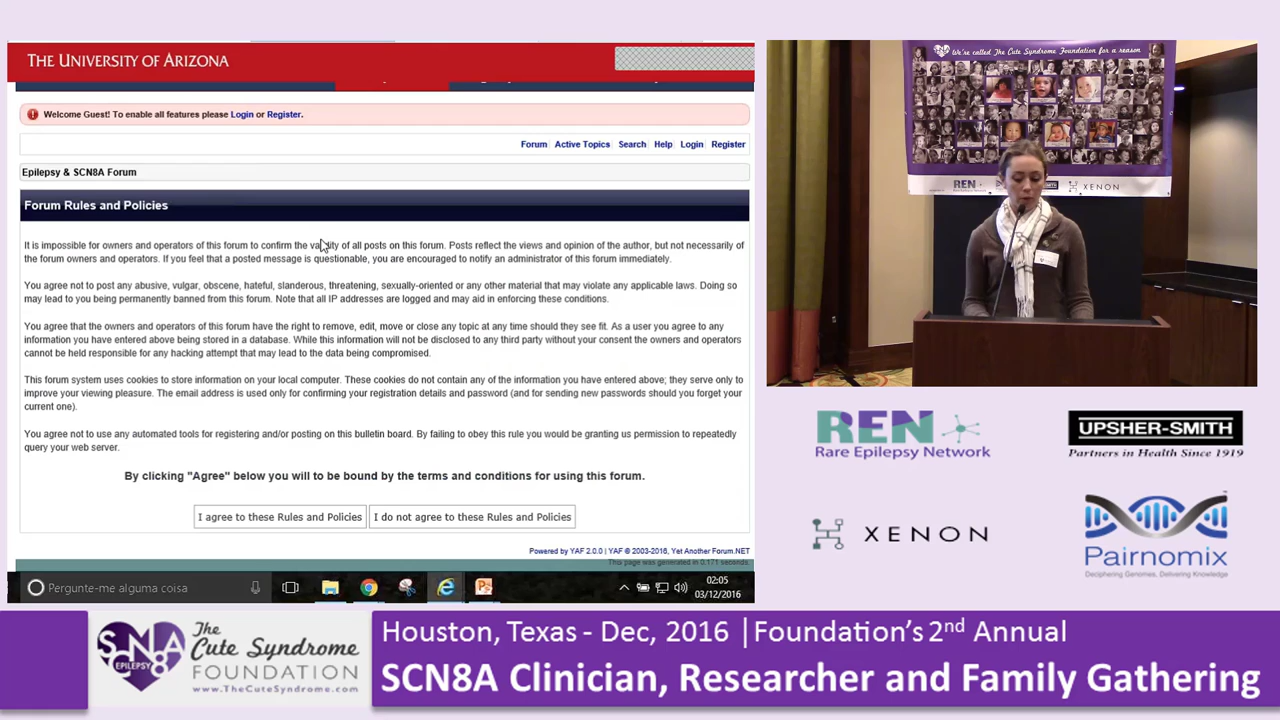 THE UNIVERSITY OF ARIZONA
Welcome Guest! To enable all features please Login or Register.
Forum Active Topics Search Help Login Register
Epilepsy & SCN8A Forum
Forum Rules and Policies
It is impossible for owners and operators of this forum to confirm the validity of all posts on this forum. Posts reflect the views and opinion of the author, but not necessarily of
the forum owners and operators. If you feel that a posted message is questionable, you are encouraged to notify an administrator of this forum immediately.
You agree not to post any abusive, vulgar, obscene, hateful, slanderous, threatening, sexually-oriented or any other material that may violate any applicable laws. Doing so
may lead to you being permanently banned from this forum. Note that all IP addresses are logged and may aid in enforcing these conditions.
You agree that the owners and operators of this forum have the right to remove, edit, move or close any topic at any time should they see fit. As a user you agree to any
information you have entered above being stored in a database. While this information will not be disclosed to any third party without your consent the owners and operators
cannot be held responsible for any hacking attempt that may lead to the data being compromised.
This forum system uses cookies to store information on your local computer. These cookies do not contain any of the information you have entered above; they serve only to
improve your viewing pleasure. The email address is used only for confirming your registration details and password (and for sending new passwords should you forget your
current one).
You agree not to use any automated tools for registering and/or posting on this bulletin board. By failing to obey this rule you would be granting us permission to repeatedly
query your web server.
By clicking "Agree" below you will to be bound by the terms and conditions for using this forum.
I agree to these Rules and Policies I do not agree to these Rules and Policies
Powered by YAF 2.0.0 | YAF © 2003-2016, Yet Another Forum.NET
This page was generated in 0.171 seconds.
Pergunte-me alguma coisa
02:05
03/12/2016
We're called The Cute Syndrome Foundation for a reason
REN
XENON
REN
Rare Epilepsy Network
UPSHER-SMITH
Partners in Health Since 1919
XENON
Pairnomix
Deciphering Genomes, Delivering Knowledge
SCN8A
EPILEPSY
The
Cute Syndrome
FOUNDATION
www.TheCuteSyndrome.com
Houston, Texas - Dec, 2016 | Foundation's 2nd Annual
SCN8A Clinician, Researcher and Family Gathering